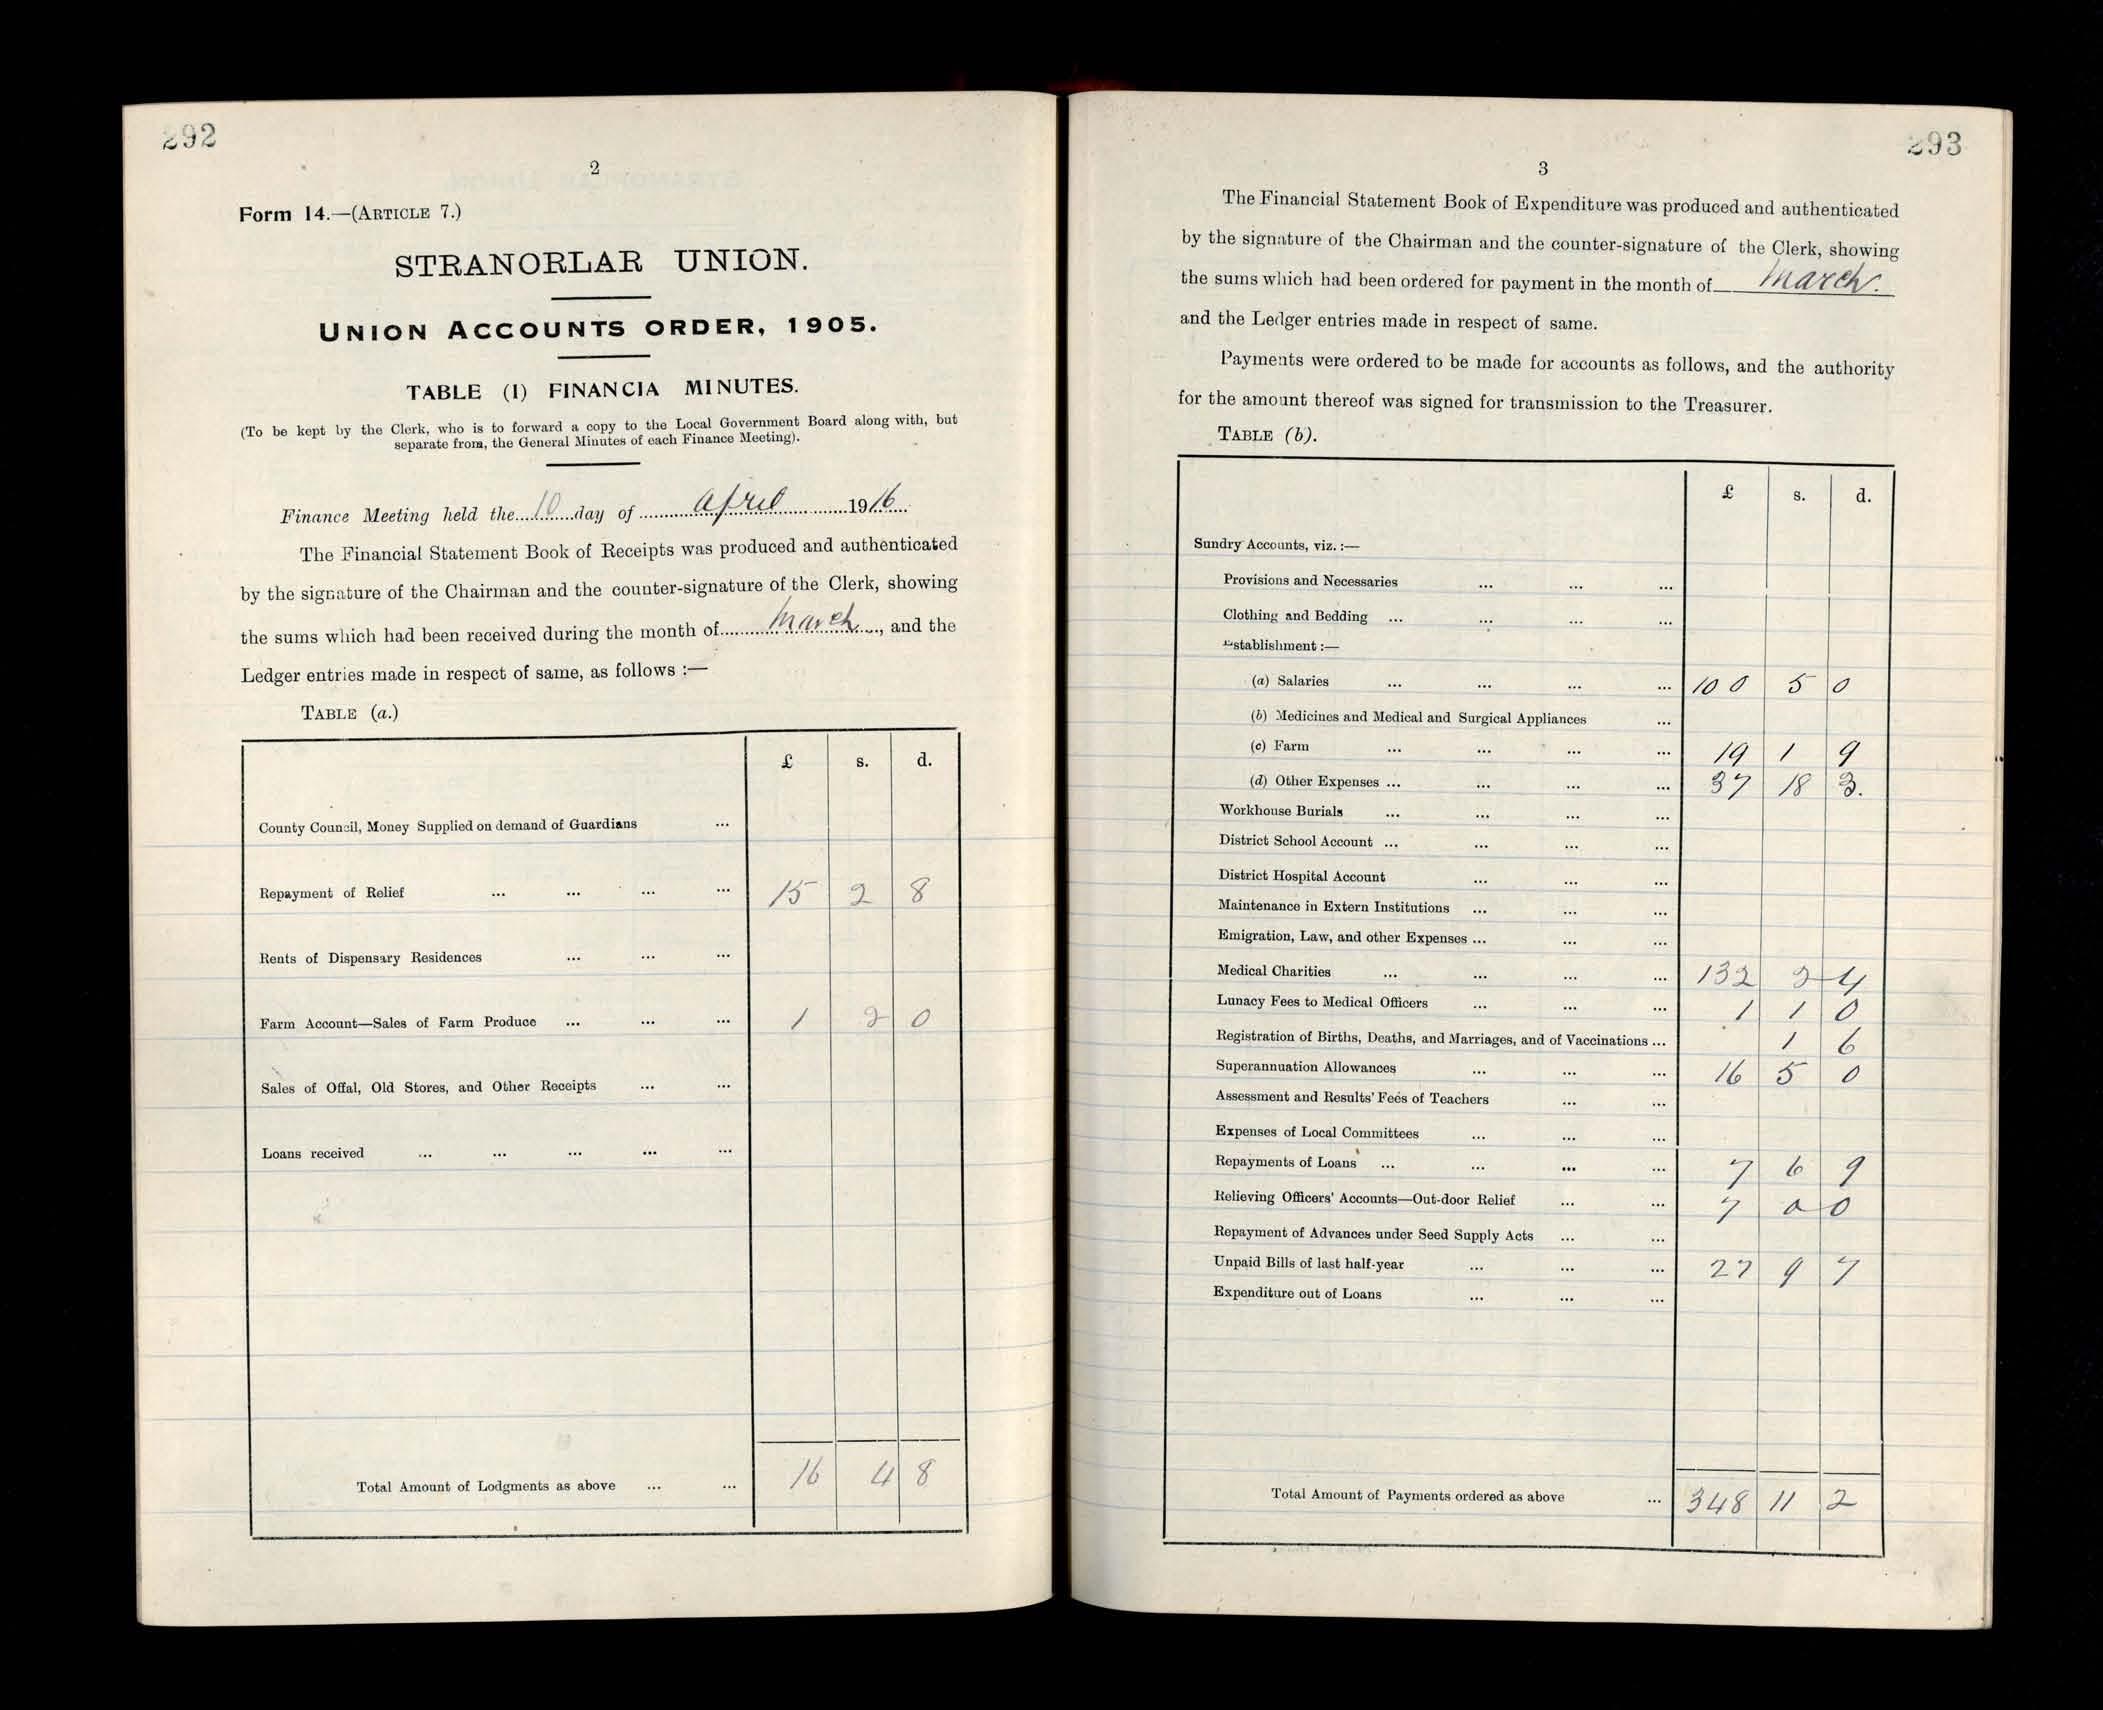 292
2
Form 14.—(ARTICLE 7.)
STRANORLAR UNION.
UNION ACCOUNTS ORDER, 1905.
TABLE (I) FINANCIA MINUTES.
(To be kept by the Clerk, who is to forward a copy to the Local Government Board along with, but
separate from, the General Minutes of each Finance Meeting).
Finance Meeting held the 10 day of April 1916
The Financial Statement Book of Receipts was produced and authenticated
by the signature of the Chairman and the counter-signature of the Clerk, showing
the sums which had been received during the month of March, and the
Ledger entries made in respect of same, as follows :—
TABLE (a.)
£ s. d.
County Council, Money Supplied on demand of Guardians ...
Repayment of Relief ... ... ... ... 15 2 8
Rents of Dispensary Residences ... ... ...
Farm Account—Sales of Farm Produce ... ... ... 1 2 0
Sales of Offal, Old Stores, and Other Receipts ... ...
Loans received ... ... ... ... ...
Total Amount of Lodgments as above ... ... 16 4 8
293
3
The Financial Statement Book of Expenditure was produced and authenticated
by the signature of the Chairman and the counter-signature of the Clerk, showing
the sums which had been ordered for payment in the month of March.
and the Ledger entries made in respect of same.
Payments were ordered to be made for accounts as follows, and the authority
for the amount thereof was signed for transmission to the Treasurer.
TABLE (b).
£ s. d.
Sundry Accounts, viz. :—
Provisions and Necessaries ... ... ...
Clothing and Bedding ... ... ... ...
Establishment :—
(a) Salaries ... ... ... ... 100 5 0
(b) Medicines and Medical and Surgical Appliances ...
(c) Farm ... ... ... ... 19 1 9
(d) Other Expenses ... ... ... ... 37 18 3.
Workhouse Burials ... ... ... ...
District School Account ... ... ... ...
District Hospital Account ... ... ...
Maintenance in Extern Institutions ... ... ...
Emigration, Law, and other Expenses ... ... ...
Medical Charities ... ... ... ... 132 2 4
Lunacy Fees to Medical Officers ... ... ... 1 1 0
Registration of Births, Deaths, and Marriages, and of Vaccinations ... 1 6
Superannuation Allowances ... ... ... 16 5 0
Assessment and Results' Fees of Teachers ... ...
Expenses of Local Committees ... ... ...
Repayments of Loans ... ... ... ... 7 6 9
Relieving Officers' Accounts—Out-door Relief ... ... 7 0 0
Repayment of Advances under Seed Supply Acts ... ...
Unpaid Bills of last half-year ... ... ... 27 9 7
Expenditure out of Loans ... ... ...
Total Amount of Payments ordered as above ... 348 11 2